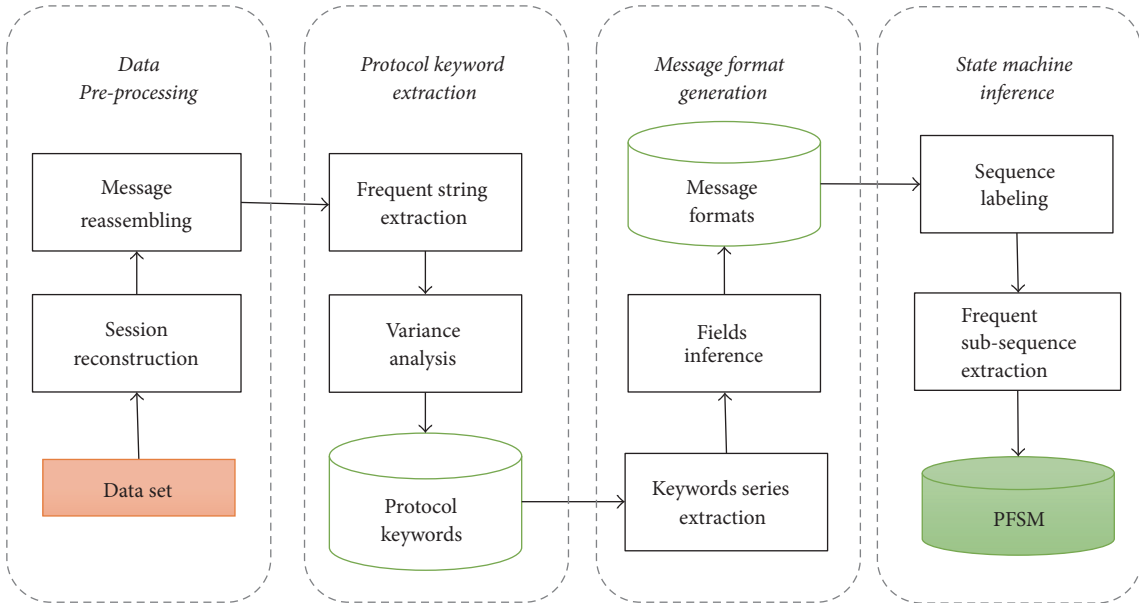 Data
Pre-processing
Message
reassembling
Session
reconstruction
Data set
Protocol keyword
extraction
Frequent string
extraction
Variance
analysis
Protocol
keywords
Message format
generation
Message
formats
Fields
inference
Keywords series
extraction
State machine
inference
Sequence
labeling
Frequent
sub-sequence
extraction
PFSM